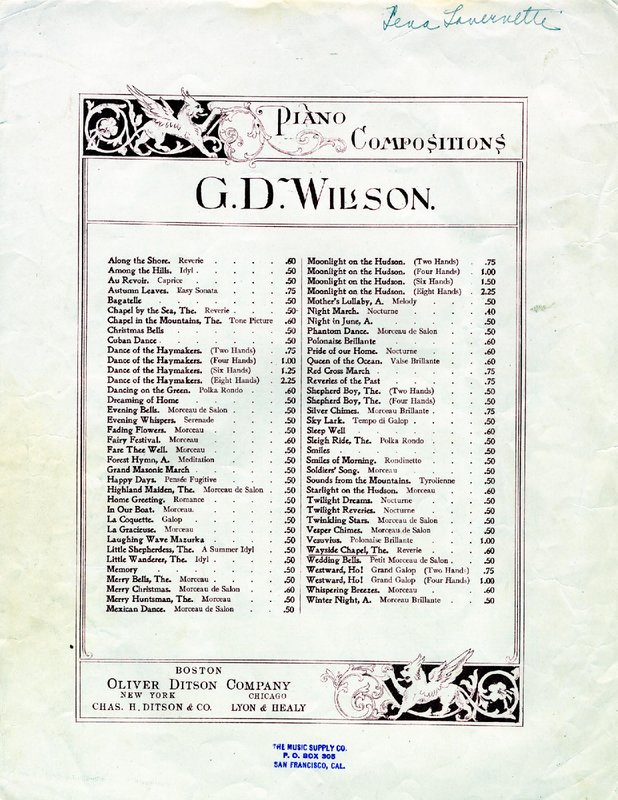 Lena Lavernette
PIANO
COMPOSITIONS
G.D. WILSON.
Along the Shore. Reverie . . . . .60
Among the Hills. Idyl . . . . . .50
Au Revoir. Caprice . . . . .50
Autumn Leaves. Easy Sonata . . . .75
Bagatelle . . . . . . .50
Chapel by the Sea, The. Reverie . . . .50
Chapel in the Mountains, The. Tone Picture .60
Christmas Bells . . . . . .50
Cuban Dance . . . . . . .50
Dance of the Haymakers. (Two Hands) . .75
Dance of the Haymakers. (Four Hands) . 1.00
Dance of the Haymakers. (Six Hands) . 1.25
Dance of the Haymakers. (Eight Hands) . 2.25
Dancing on the Green. Polka Rondo . . .60
Dreaming of Home . . . . . .50
Evening Bells. Morceau de Salon . . .50
Evening Whispers. Serenade . . . .50
Fading Flowers. Morceau . . . . .50
Fairy Festival. Morceau . . . . .60
Fare Thee Well. Morceau . . . . .50
Forest Hymn, A. Meditation . . . .50
Grand Masonic March . . . . .50
Happy Days. Pensée Fugitive . . . .50
Highland Maiden, The. Morceau de Salon . .50
Home Greeting. Romance . . . . .50
In Our Boat. Morceau. . . . . .50
La Coquette. Galop . . . . .50
La Gracieuse. Morceau . . . . .50
Laughing Wave Mazurka . . . . .50
Little Shepherdess, The. A Summer Idyl . .50
Little Wanderer, The. Idyl . . . . .50
Memory . . . . . . .50
Merry Bells, The. Morceau . . . .50
Merry Christmas. Morceau de Salon . . .60
Merry Huntsman, The. Morceau . . . .50
Mexican Dance. Morceau de Salon . . .50
Moonlight on the Hudson. (Two Hands) . .75
Moonlight on the Hudson. (Four Hands) . 1.00
Moonlight on the Hudson. (Six Hands) . 1.50
Moonlight on the Hudson. (Eight Hands) . 2.25
Mother's Lullaby, A. Melody . . . .50
Night March. Nocturne . . . . .40
Night in June, A. . . . . . .50
Phantom Dance. Morceau de Salon . . .50
Polonaise Brillante . . . . . .60
Pride of our Home. Nocturne . . . .60
Queen of the Ocean. Valse Brillante . . .60
Red Cross March . . . . . .75
Reveries of the Past . . . . . .75
Shepherd Boy, The. (Two Hands) . . .50
Shepherd Boy, The. (Four Hands) . . .50
Silver Chimes. Morceau Brillante . . . .75
Sky Lark. Tempo di Galop . . . .50
Sleep Well . . . . . . .60
Sleigh Ride, The. Polka Rondo . . . .50
Smiles . . . . . . .50
Smiles of Morning. Rondinetto . . . .50
Soldiers' Song. Morceau . . . . .50
Sounds from the Mountains. Tyrolienne . .50
Starlight on the Hudson. Morceau . . .60
Twilight Dreams. Nocturne . . . .50
Twilight Reveries. Nocturne . . . .50
Twinkling Stars. Morceau de Salon . . .50
Vesper Chimes. Morceau de Salon . . .50
Vesuvius. Polonaise Brillante . . . 1.00
Wayside Chapel, The. Reverie . . . .60
Wedding Bells. Petit Morceau de Salon . . .50
Westward, Ho! Grand Galop (Two Hands) .75
Westward, Ho! Grand Galop (Four Hands) 1.00
Whispering Breezes. Morceau . . . .60
Winter Night, A. Morceau Brillante . . .50
BOSTON
OLIVER DITSON COMPANY
NEW YORK CHICAGO
CHAS. H. DITSON & CO. LYON & HEALY
THE MUSIC SUPPLY CO.
P. O. BOX 305
SAN FRANCISCO, CAL.